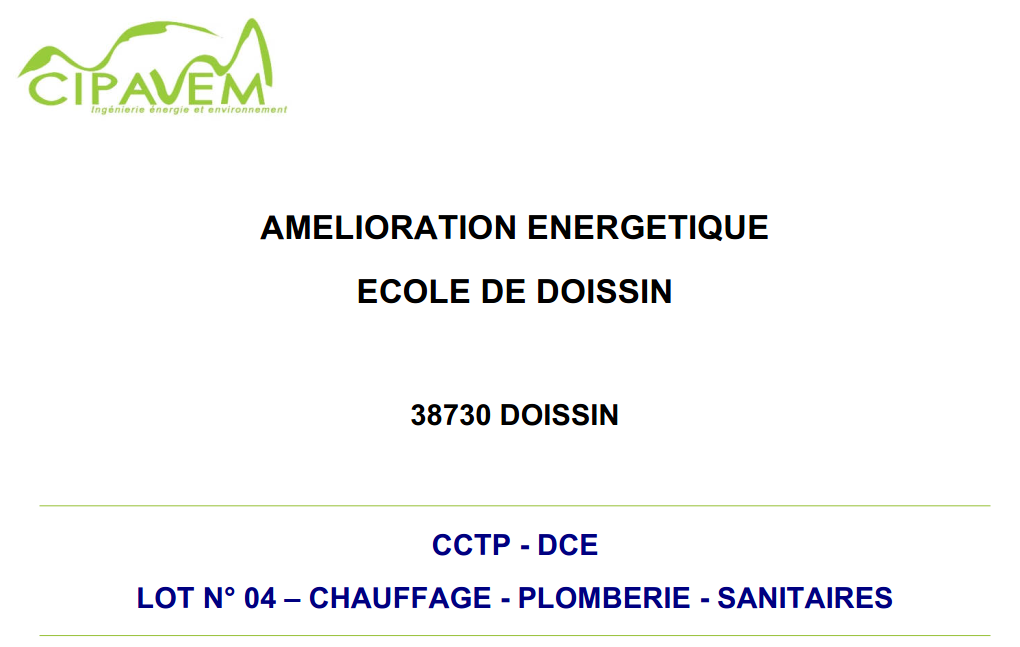 CIPAVEM
Ingénierie énergie et environnement
AMELIORATION ENERGETIQUE
ECOLE DE DOISSIN
38730 DOISSIN
CCTP - DCE
LOT N° 04 – CHAUFFAGE - PLOMBERIE - SANITAIRES